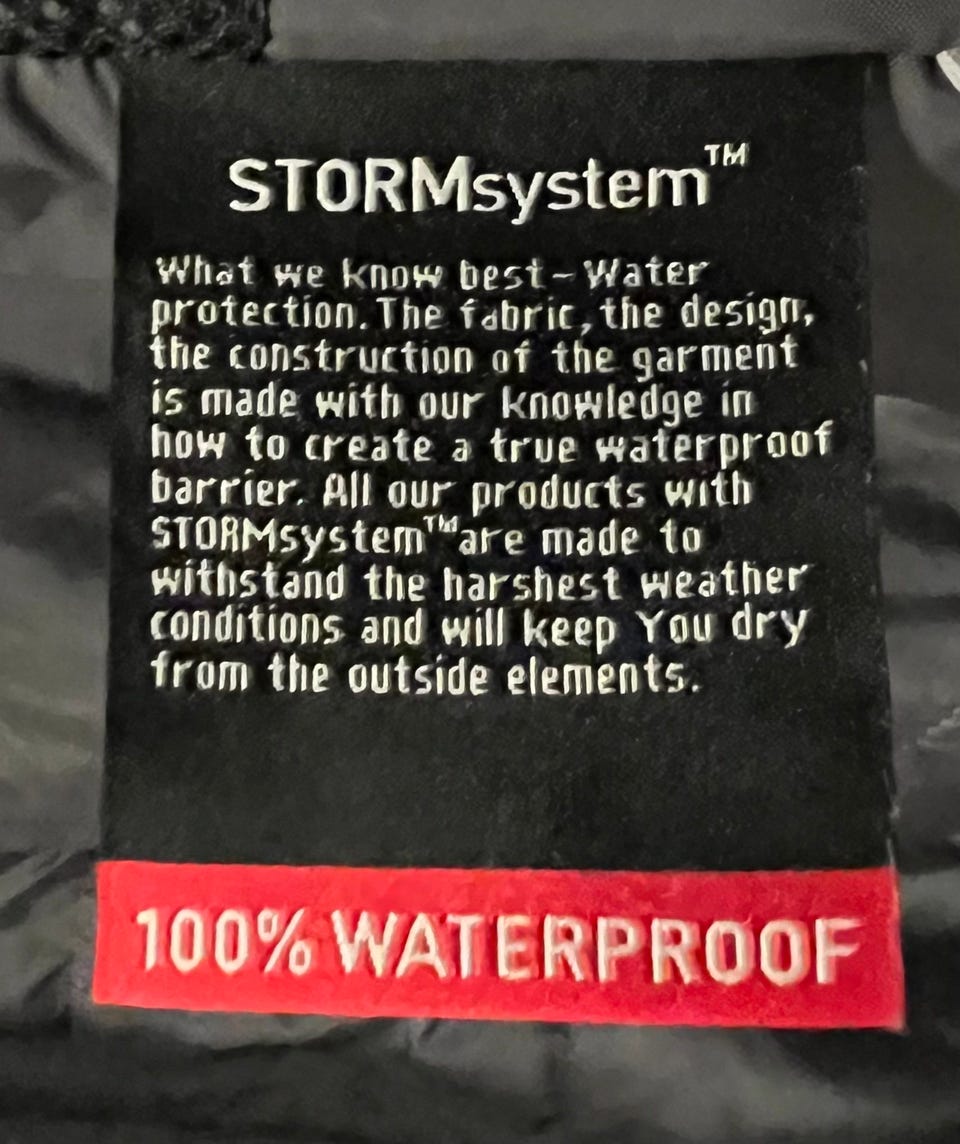 STORMsystem™
What we know best-Water
protection. The fabric, the design,
the construction of the garment
is made with our knowledge in
how to create a true waterproof
barrier. All our products with
STORMsystem™ are made to
withstand the harshest weather
conditions and will keep You dry
from the outside elements.
100% WATERPROOF